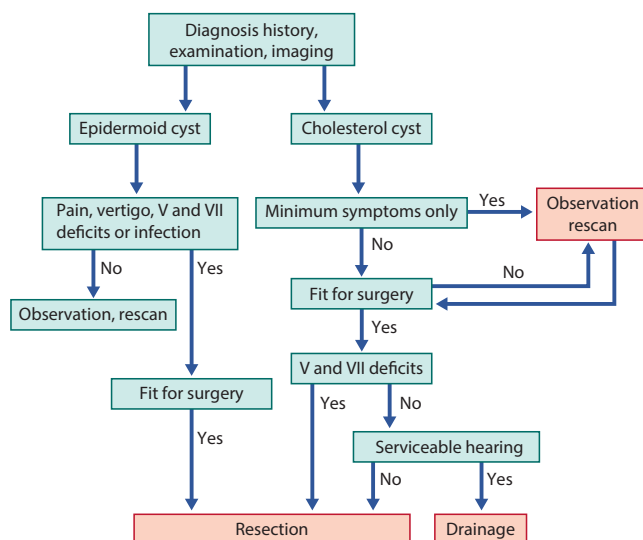 Diagnosis history,
examination, imaging
Epidermoid cyst
Cholesterol cyst
Pain, vertigo, V and VII
deficits or infection
Minimum symptoms only
Yes
Observation
rescan
No
Yes
No
No
Observation, rescan
Fit for surgery
Yes
V and VII deficits
Fit for surgery
Yes
No
Yes
Serviceable hearing
No
Yes
Resection
Drainage